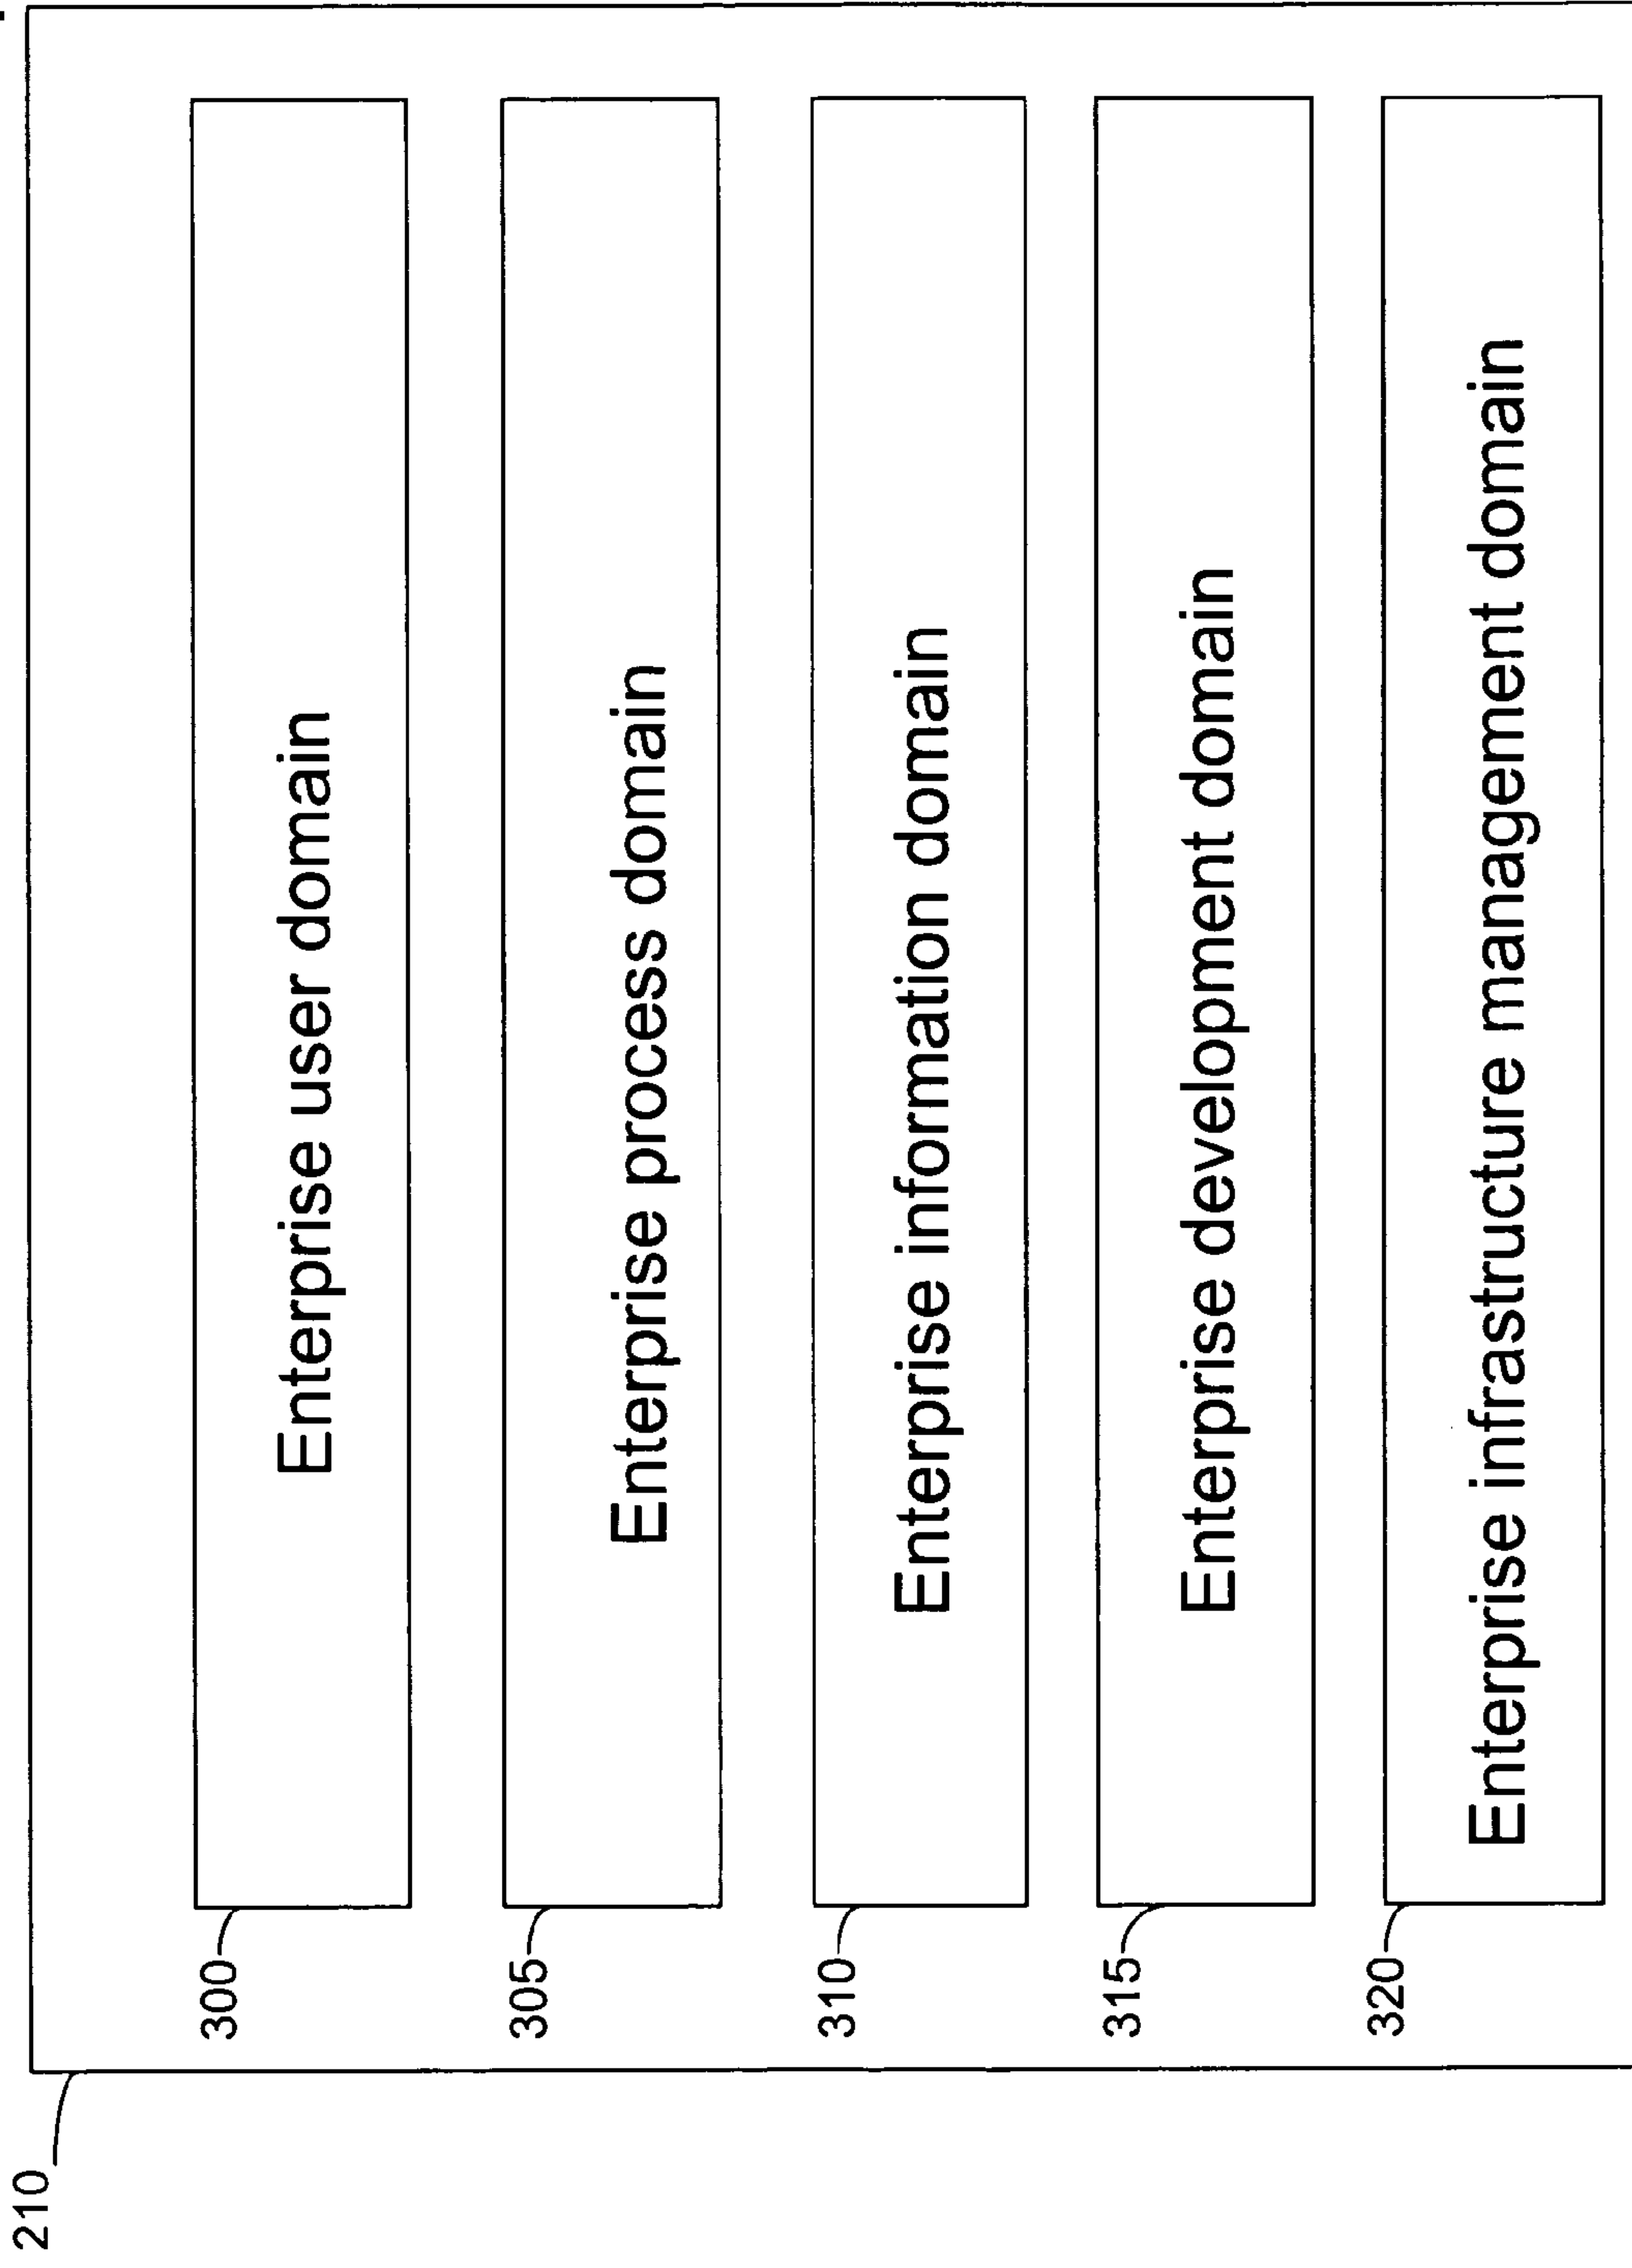 210
300
Enterprise user domain
305
Enterprise process domain
310
Enterprise information domain
315
Enterprise development domain
320
Enterprise infrastructure management domain